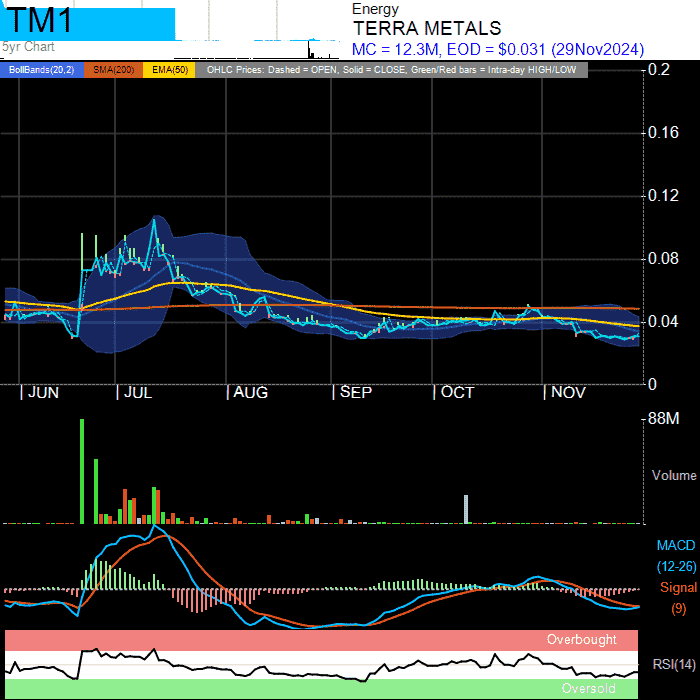 TM1
5yr Chart
Energy
TERRA METALS
MC = 12.3M, EOD = $0.031 (29Nov2024)
BollBands(20,2) SMA(200) EMA(50) OHLC Prices: Dashed = OPEN, Solid = CLOSE, Green/Red bars = Intra-day HIGH/LOW
0.2
0.16
0.12
0.08
0.04
0
JUN JUL AUG SEP OCT NOV
88M
Volume
MACD
(12-26)
Signal
(9)
Overbought
RSI(14)
Oversold